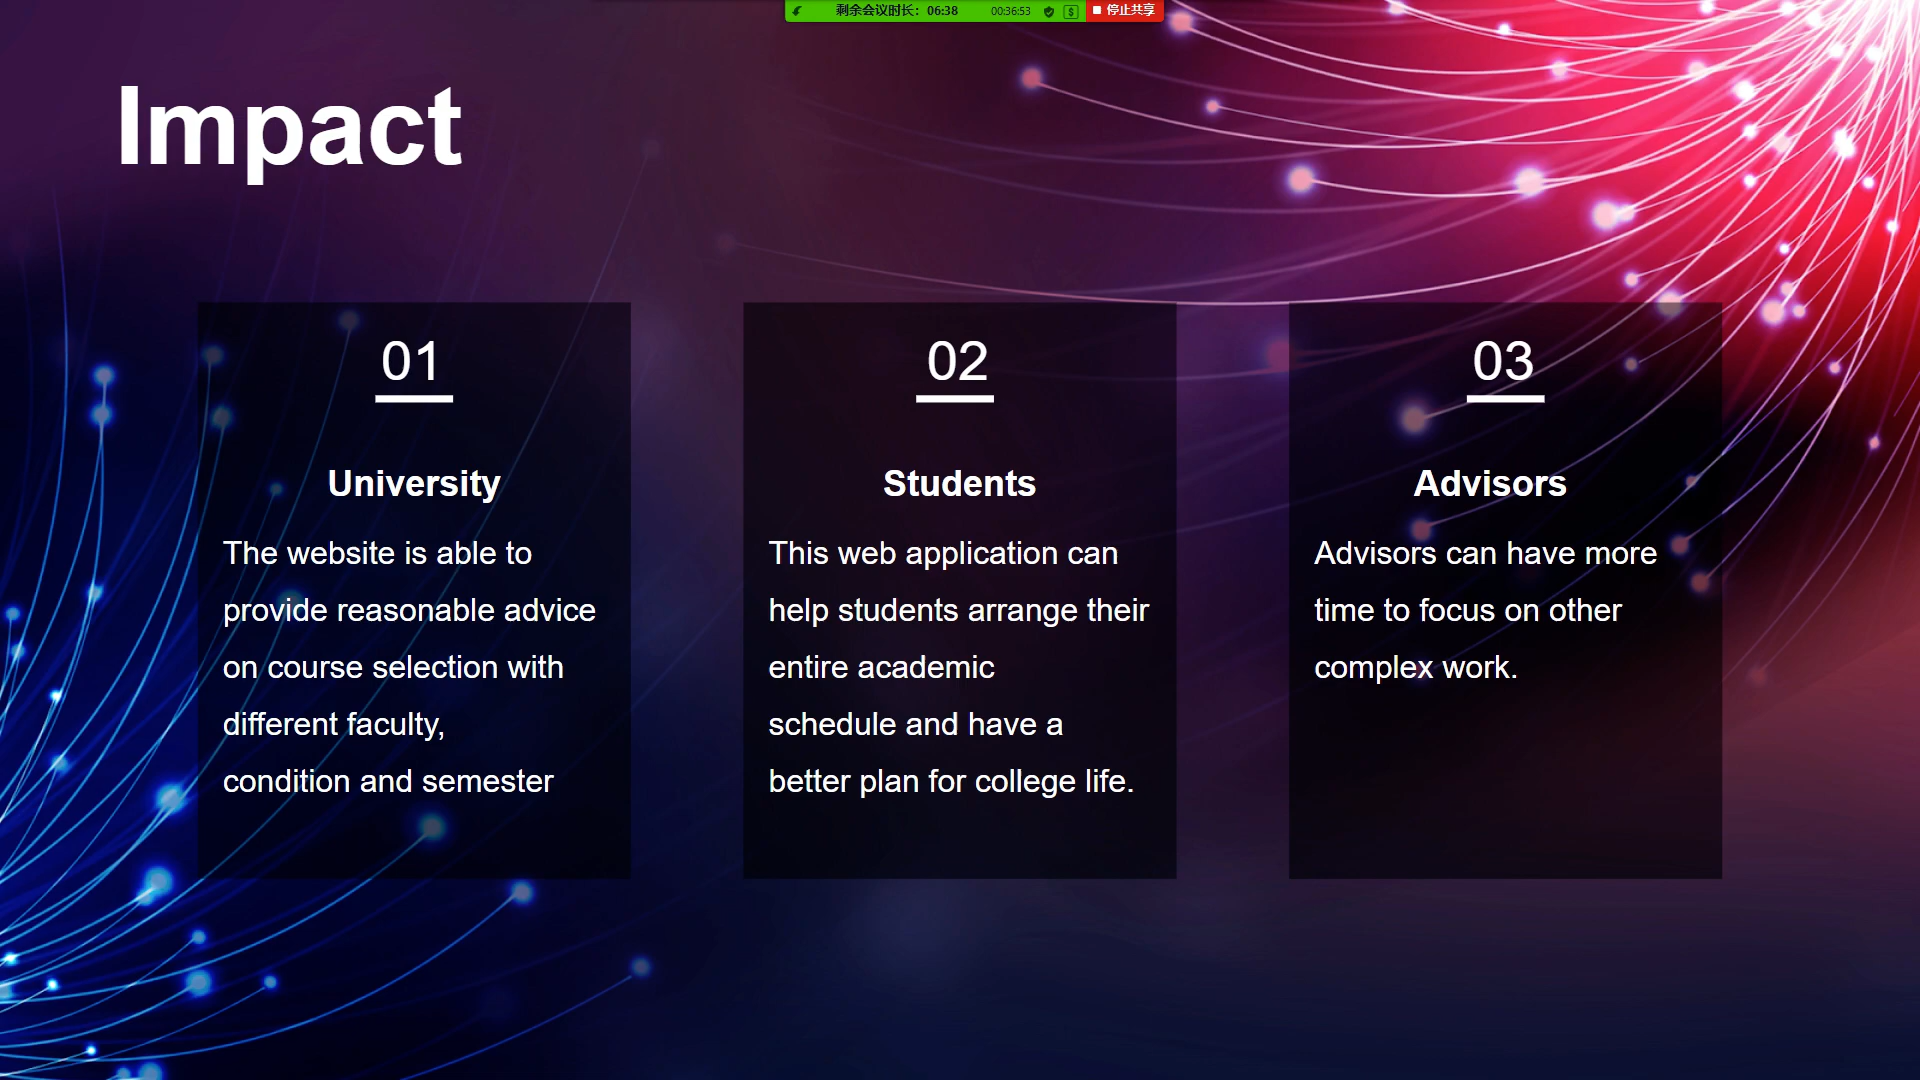 剩余会议时长：06:38 00:36:53 停止共享
Impact
01
University
The website is able to
provide reasonable advice
on course selection with
different faculty,
condition and semester
02
Students
This web application can
help students arrange their
entire academic
schedule and have a
better plan for college life.
03
Advisors
Advisors can have more
time to focus on other
complex work.